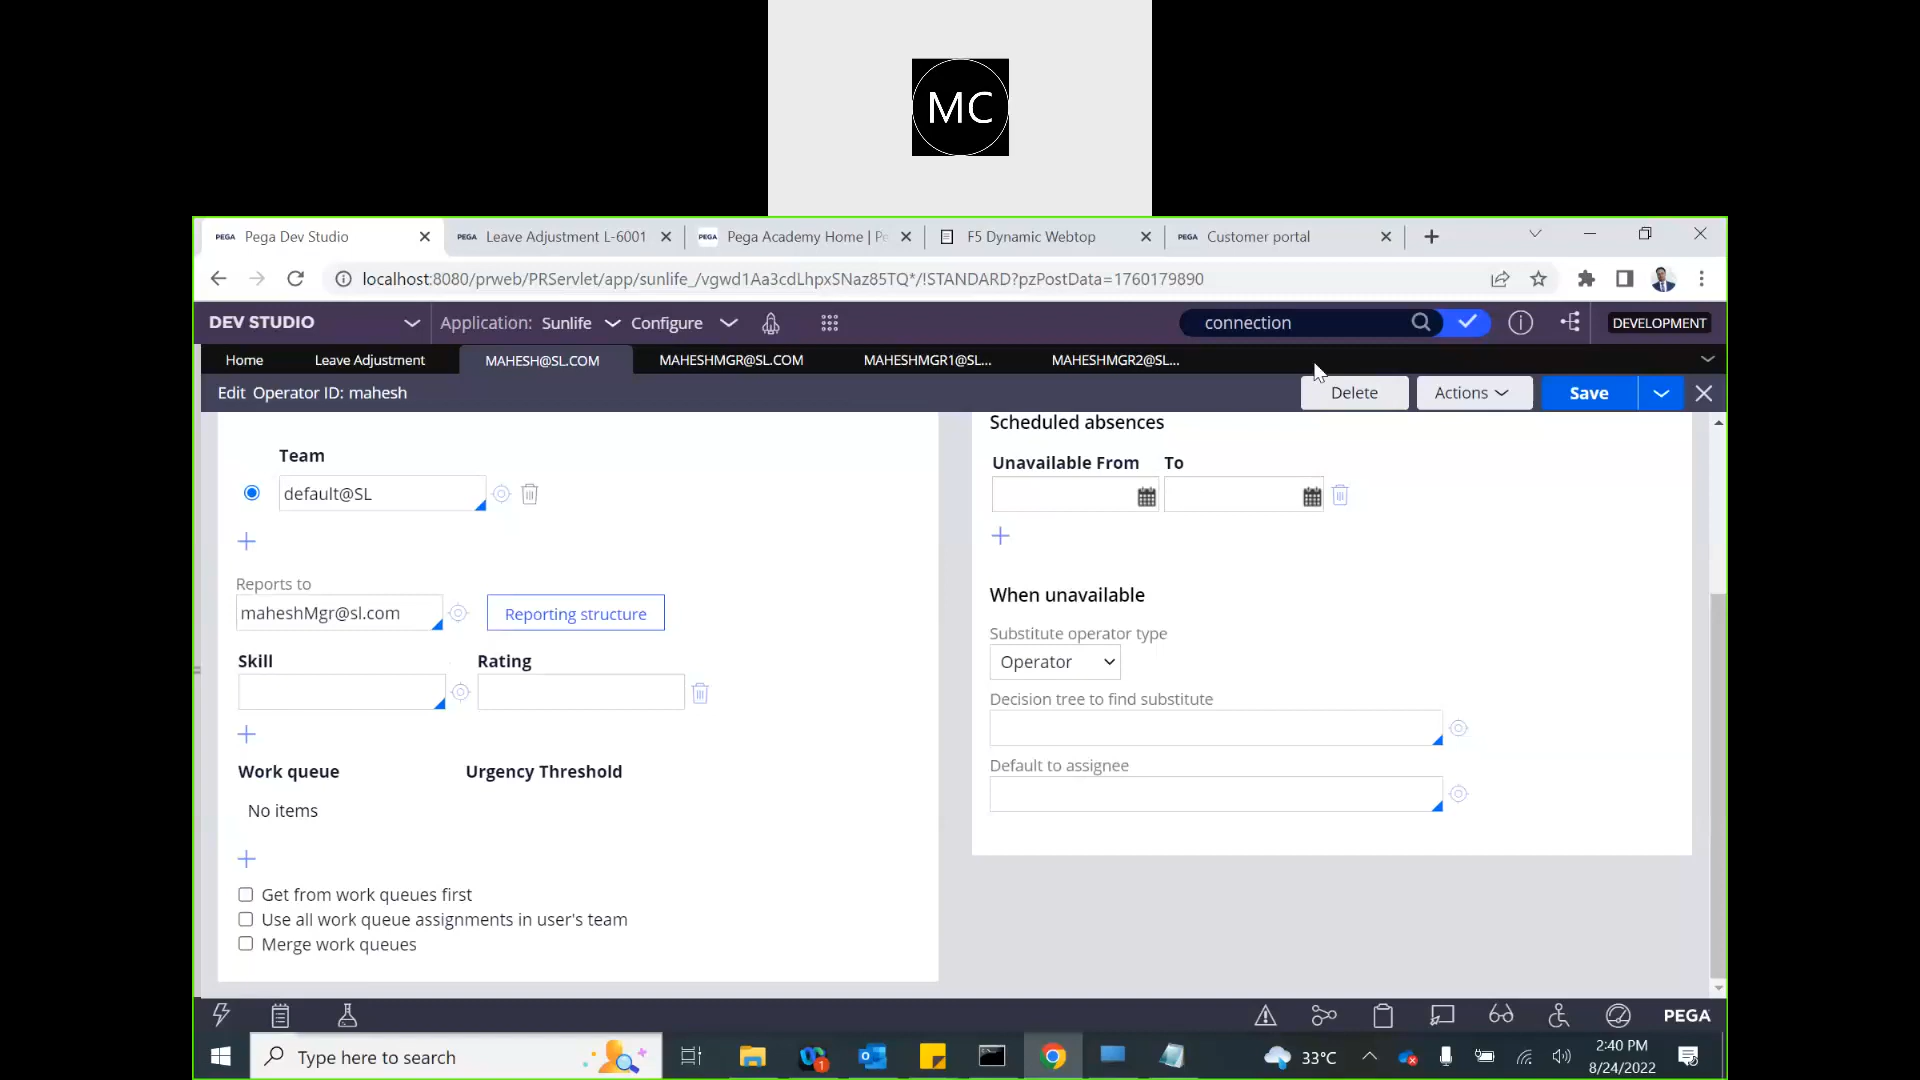 MC
PEGA Pega Dev Studio
PEGA Leave Adjustment L-6001
PEGA Pega Academy Home | Pe
F5 Dynamic Webtop
PEGA Customer portal
localhost:8080/prweb/PRServlet/app/sunlife_/vgwd1Aa3cdLhpxSNaz85TQ*/!STANDARD?pzPostData=1760179890
DEV STUDIO Application: Sunlife Configure connection DEVELOPMENT
Home Leave Adjustment MAHESH@SL.COM MAHESHMGR@SL.COM MAHESHMGR1@SL... MAHESHMGR2@SL...
Edit Operator ID: mahesh Delete Actions Save
Team
default@SL
Reports to
maheshMgr@sl.com Reporting structure
Skill Rating
Work queue Urgency Threshold
No items
Get from work queues first
Use all work queue assignments in user's team
Merge work queues
Scheduled absences
Unavailable From To
When unavailable
Substitute operator type
Operator
Decision tree to find substitute
Default to assignee
PEGA
Type here to search
1
33°C
2:40 PM
8/24/2022